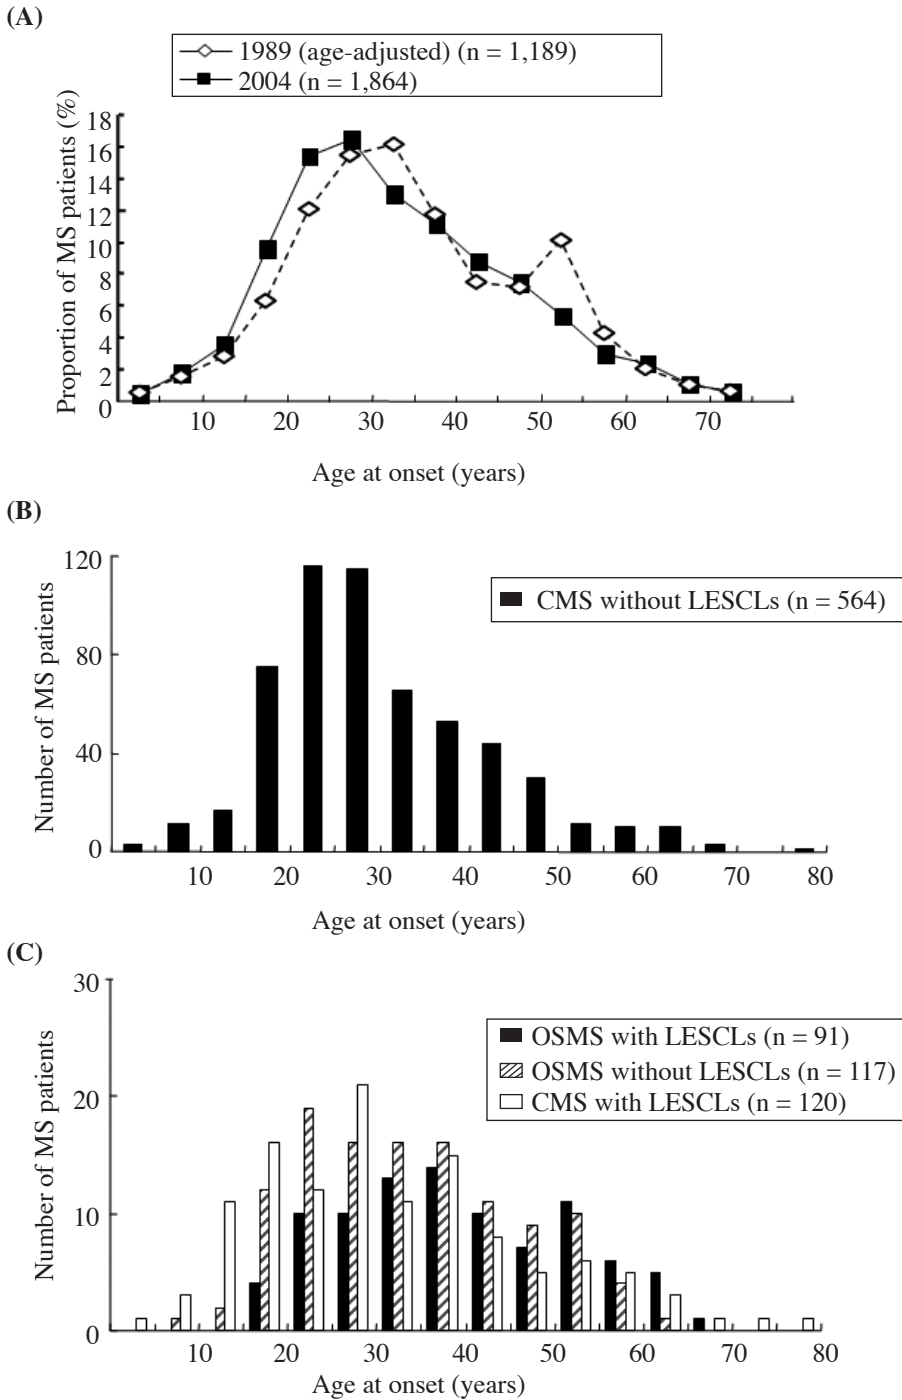 (A)
1989 (age-adjusted) (n = 1,189)
2004 (n = 1,864)
Proportion of MS patients (%)
18
16
14
12
10
8
6
4
2
0
10 20 30 40 50 60 70
Age at onset (years)
(B)
CMS without LESCLs (n = 564)
Number of MS patients
120
80
40
0
10 20 30 40 50 60 70 80
Age at onset (years)
(C)
OSMS with LESCLs (n = 91)
OSMS without LESCLs (n = 117)
CMS with LESCLs (n = 120)
Number of MS patients
30
20
10
0
10 20 30 40 50 60 70 80
Age at onset (years)